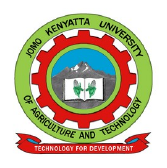 JOMO KENYATTA UNIVERSITY
OF AGRICULTURE AND TECHNOLOGY
TECHNOLOGY FOR DEVELOPMENT